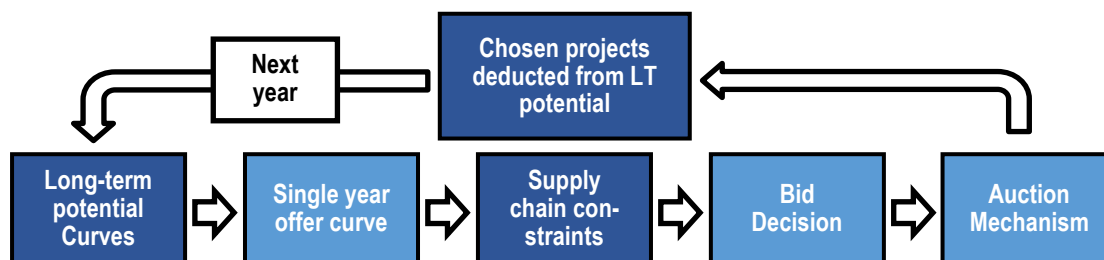 Next
year
Chosen projects
deducted from LT
potential
Long-term
potential
Curves
Single year
offer curve
Supply
chain con-
straints
Bid
Decision
Auction
Mechanism